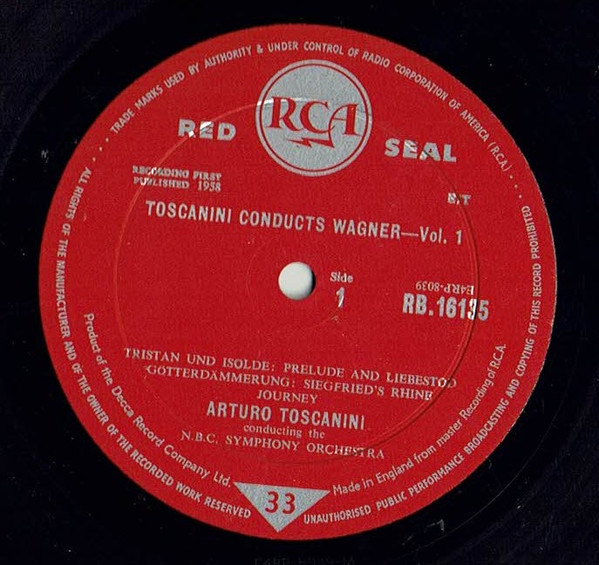 TRADE MARKS USED BY AUTHORITY & UNDER CONTROL OF RADIO CORPORATION OF AMERICA (R.C.A.)
RCA
RED SEAL
RECORDING FIRST
PUBLISHED 1958
B.T
TOSCANINI CONDUCTS WAGNER—Vol. 1
Side
1
E4RP-8039
RB.16135
TRISTAN UND ISOLDE: PRELUDE AND LIEBESTOD
GÖTTERDÄMMERUNG: SIEGFRIED'S RHINE
JOURNEY
ARTURO TOSCANINI
conducting the
N.B.C. SYMPHONY ORCHESTRA
Product of the Decca Record Company Ltd.
Made in England from master Recording of R.C.A.
33
ALL RIGHTS OF THE MANUFACTURER AND OF THE OWNER OF THE RECORDED WORK RESERVED
UNAUTHORISED PUBLIC PERFORMANCE BROADCASTING AND COPYING OF THIS RECORD PROHIBITED